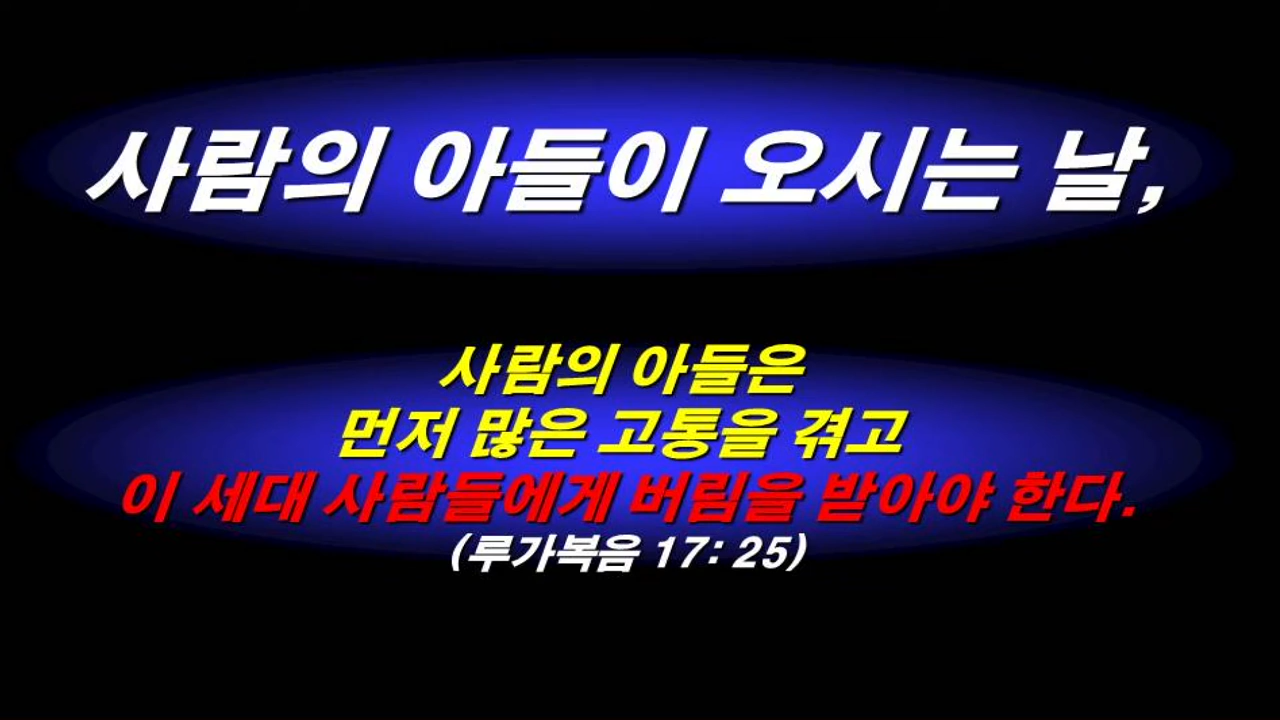 사람의 아들이 오시는 날,
사람의 아들은
먼저 많은 고통을 겪고
이 세대 사람들에게 버림을 받아야 한다.
(루가복음 17: 25)